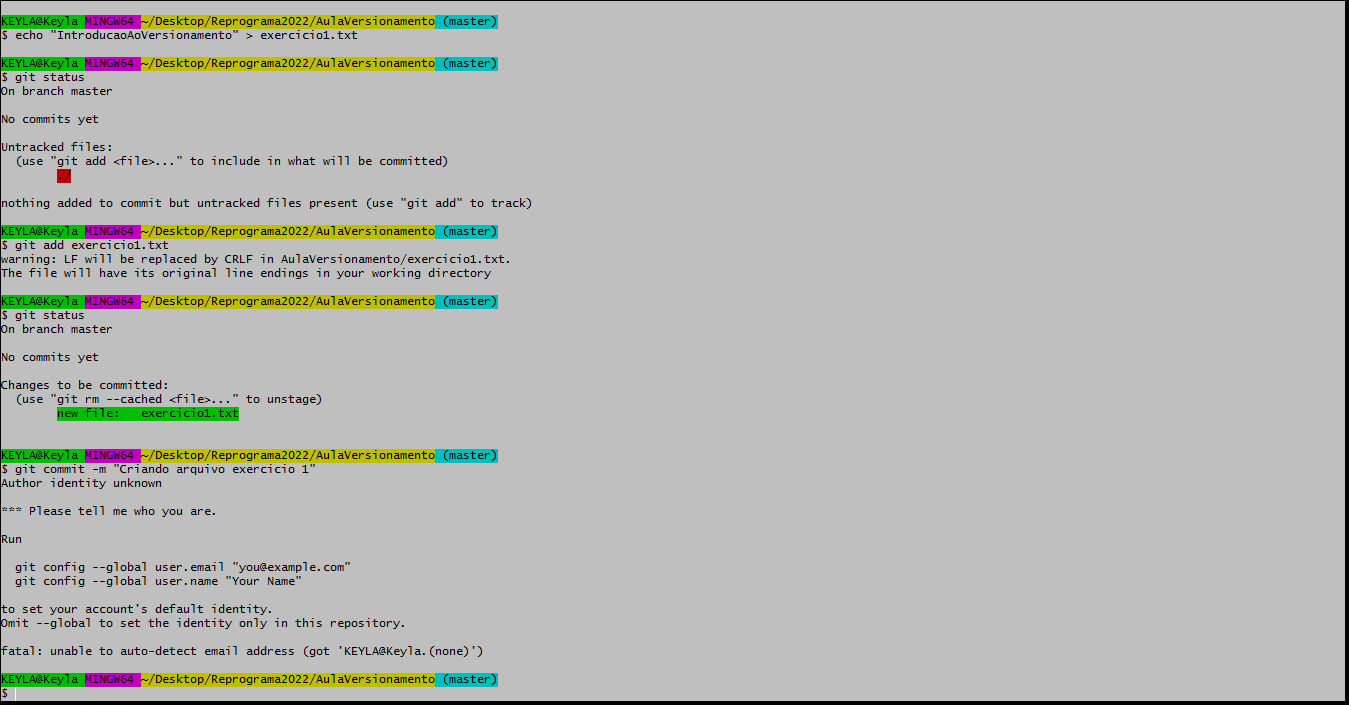 KEYLA@Keyla MINGW64 ~/Desktop/Reprograma2022/AulaVersionamento (master)
$ echo "IntroducaoAoVersionamento" > exercicio1.txt
KEYLA@Keyla MINGW64 ~/Desktop/Reprograma2022/AulaVersionamento (master)
$ git status
On branch master
No commits yet
Untracked files:
  (use "git add <file>..." to include in what will be committed)
        ./
nothing added to commit but untracked files present (use "git add" to track)
KEYLA@Keyla MINGW64 ~/Desktop/Reprograma2022/AulaVersionamento (master)
$ git add exercicio1.txt
warning: LF will be replaced by CRLF in AulaVersionamento/exercicio1.txt.
The file will have its original line endings in your working directory
KEYLA@Keyla MINGW64 ~/Desktop/Reprograma2022/AulaVersionamento (master)
$ git status
On branch master
No commits yet
Changes to be committed:
  (use "git rm --cached <file>..." to unstage)
        new file:   exercicio1.txt
KEYLA@Keyla MINGW64 ~/Desktop/Reprograma2022/AulaVersionamento (master)
$ git commit -m "Criando arquivo exercicio 1"
Author identity unknown
*** Please tell me who you are.
Run
  git config --global user.email "you@example.com"
  git config --global user.name "Your Name"
to set your account's default identity.
Omit --global to set the identity only in this repository.
fatal: unable to auto-detect email address (got 'KEYLA@Keyla.(none)')
KEYLA@Keyla MINGW64 ~/Desktop/Reprograma2022/AulaVersionamento (master)
$